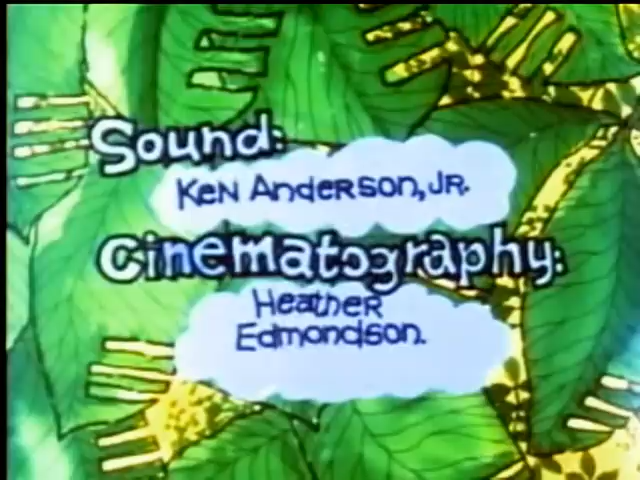 Sound:
Ken Anderson, Jr.
Cinematography:
Heather
Edmondson.